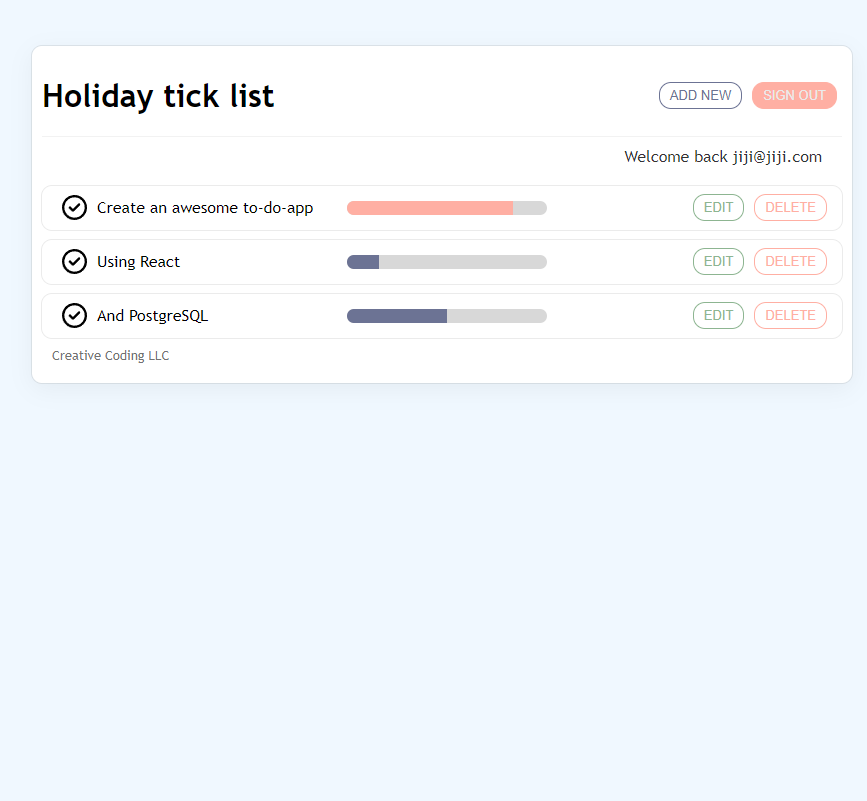 Holiday tick list
ADD NEW
SIGN OUT
Welcome back jiji@jiji.com
Create an awesome to-do-app
EDIT
DELETE
Using React
EDIT
DELETE
And PostgreSQL
EDIT
DELETE
Creative Coding LLC